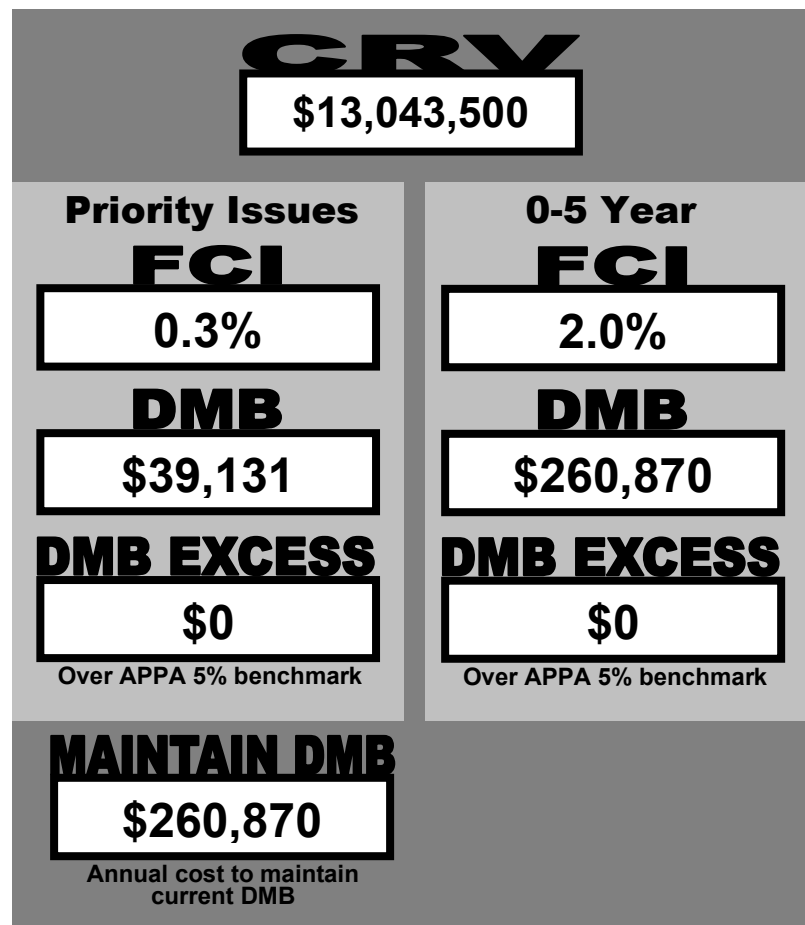 CRV
$13,043,500
Priority Issues
FCI
0.3%
DMB
$39,131
DMB EXCESS
$0
Over APPA 5% benchmark
0-5 Year
FCI
2.0%
DMB
$260,870
DMB EXCESS
$0
Over APPA 5% benchmark
MAINTAIN DMB
$260,870
Annual cost to maintain
current DMB